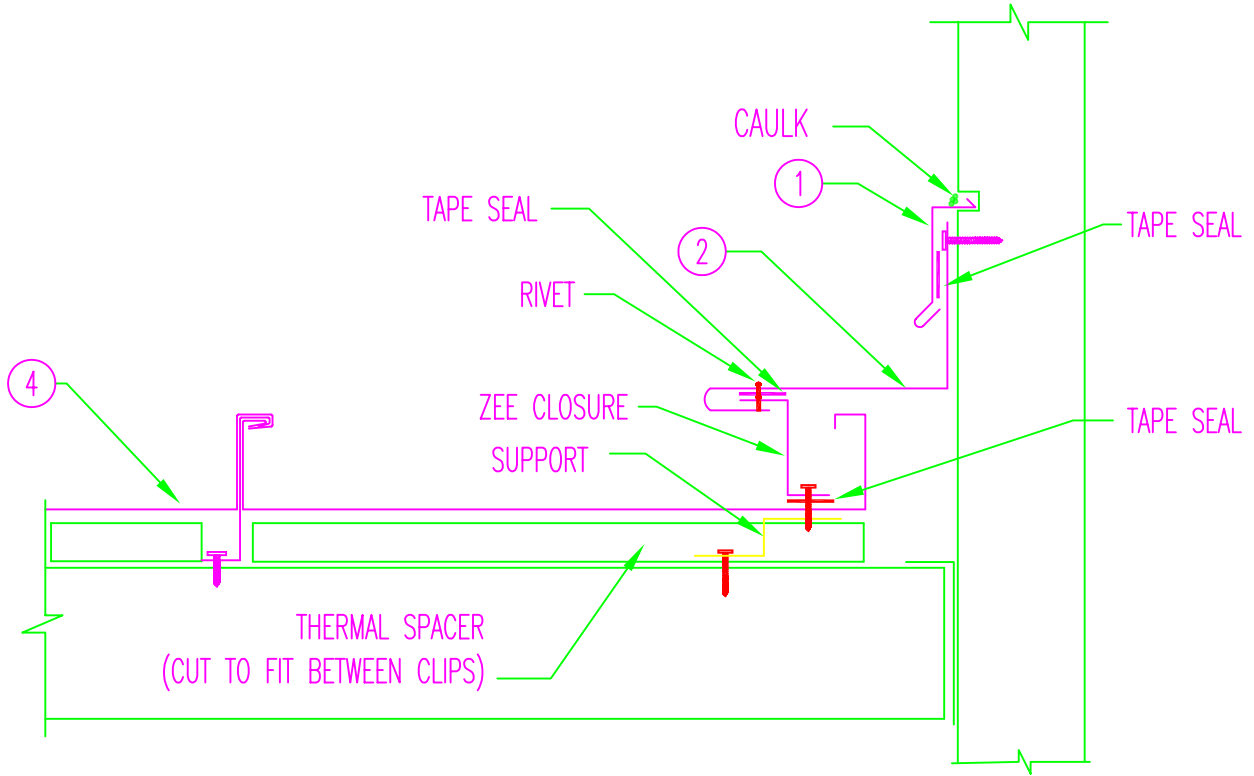 CAULK
1
TAPE SEAL
TAPE SEAL
2
RIVET
4
ZEE CLOSURE
TAPE SEAL
SUPPORT
THERMAL SPACER
(CUT TO FIT BETWEEN CLIPS)